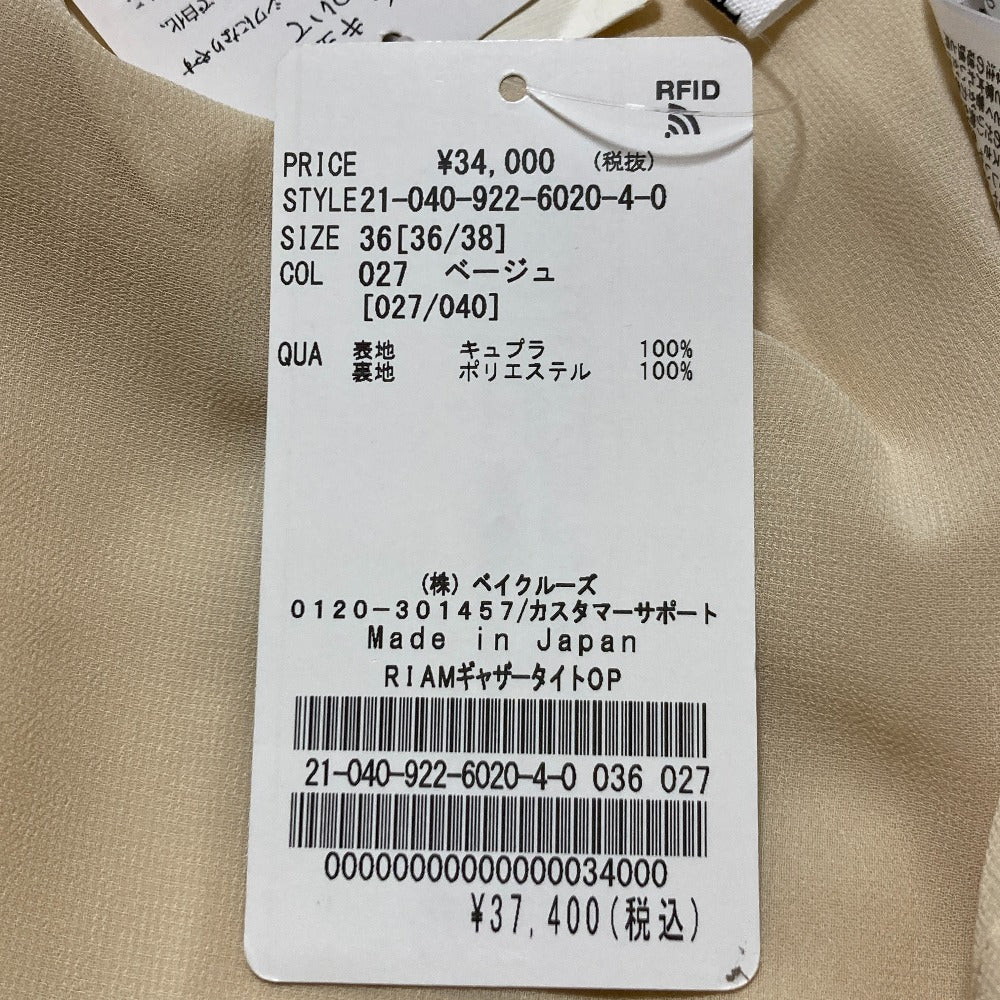 RFID
PRICE ¥34,000 (税抜)
STYLE21-040-922-6020-4-0
SIZE 36[36/38]
COL 027 ベージュ
[027/040]
QUA 表地 キュプラ 100%
裏地 ポリエステル 100%
(株) ベイクルーズ
0120-301457/カスタマーサポート
Made in Japan
RIAMギャザータイトOP
21-040-922-6020-4-0 036 027
00000000000000034000
¥37,400(税込)